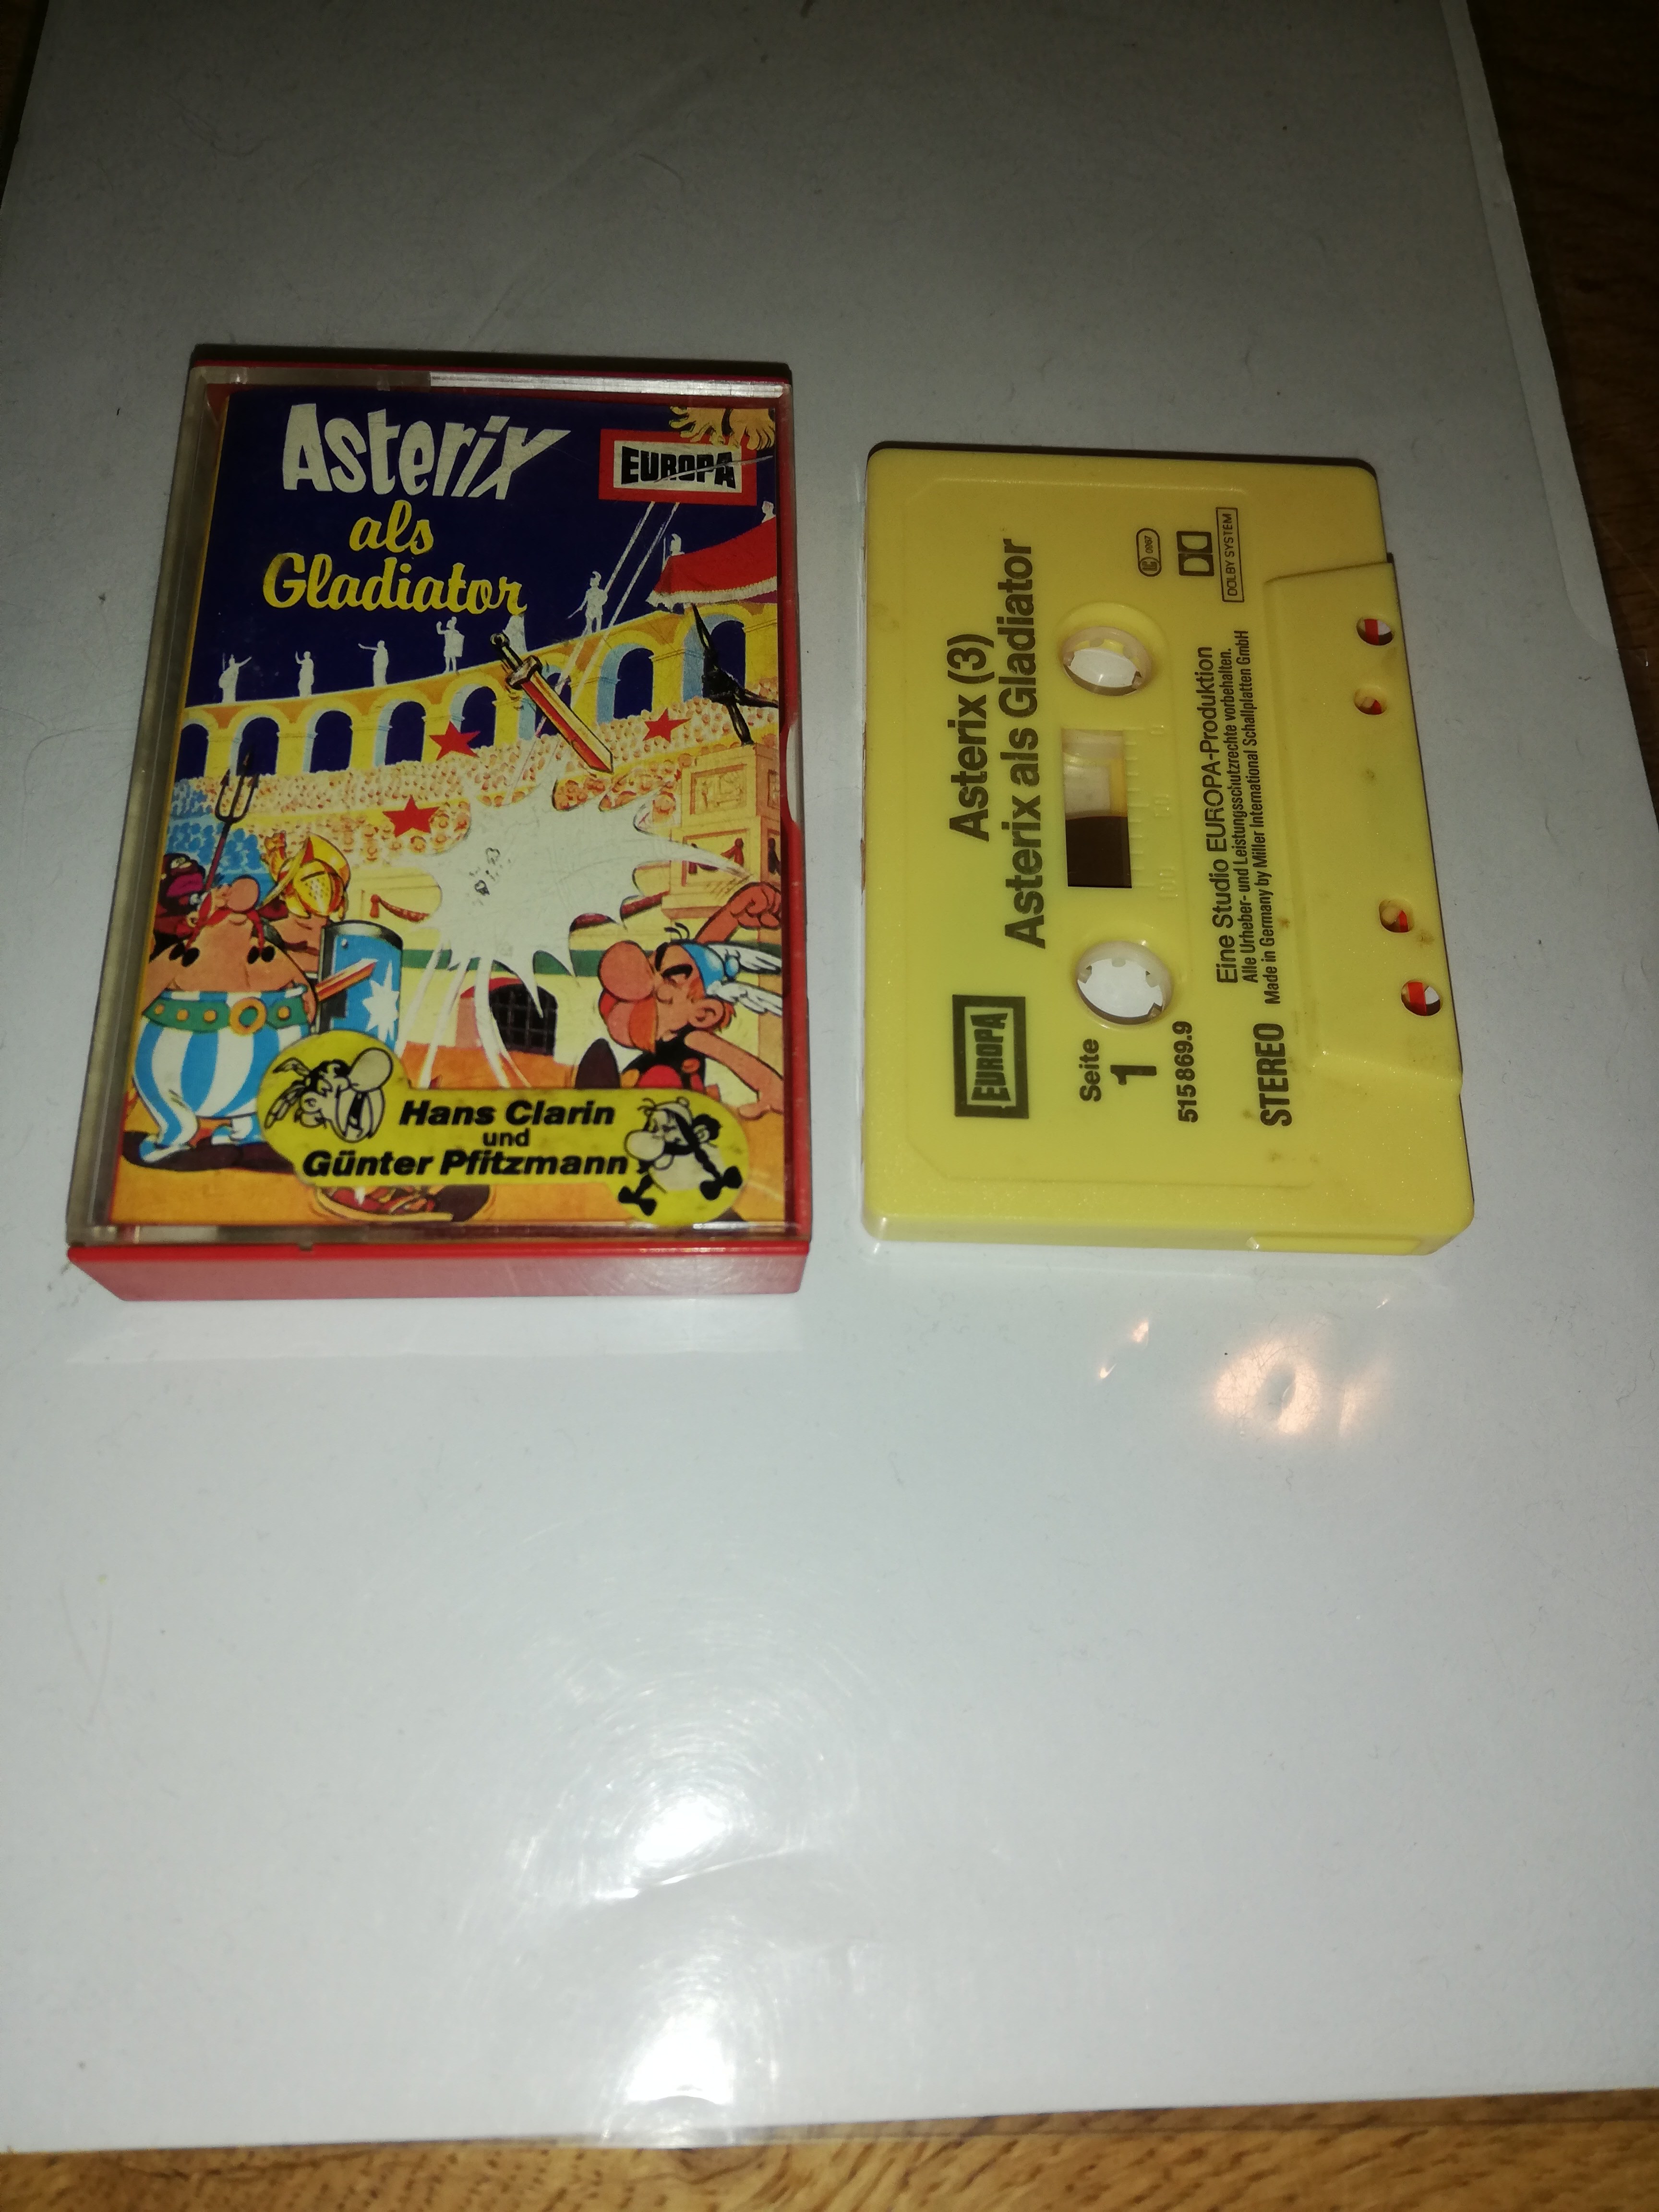 Asterix
als
Gladiator
EUROPA
Hans Clarin
und
Günter Pfitzmann
EUROPA
Asterix (3)
Asterix als Gladiator
Seite
1
515 869.9
STEREO
Eine Studio EUROPA-Produktion
Alle Urheber- und Leistungsschutzrechte vorbehalten.
Made in Germany by Miller International Schallplatten GmbH
LC 0067
DOLBY SYSTEM